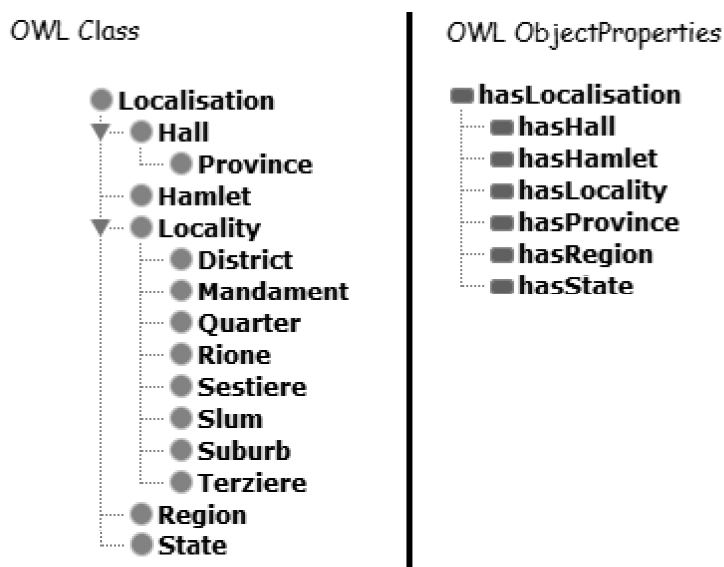 OWL Class
Localisation
Hall
Province
Hamlet
Locality
District
Mandament
Quarter
Rione
Sestiere
Slum
Suburb
Terziere
Region
State
OWL ObjectProperties
hasLocalisation
hasHall
hasHamlet
hasLocality
hasProvince
hasRegion
hasState